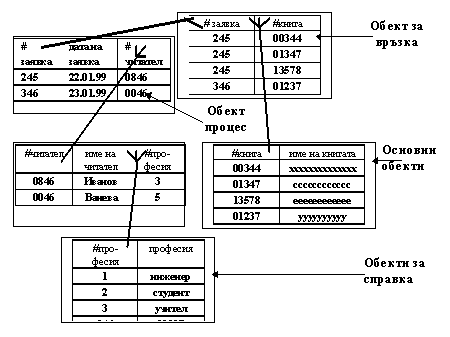 #заявка #книга
245 00344
245 01347
245 13578
346 01237
Обект за
връзка
# датана #
заявка заявка читател
245 22.01.99 0846
346 23.01.99 0046
Обект
процес
#читател име на #про-
читател фесия
0846 Иванов 3
0046 Ванева 5
#книга име на книгата
00344 xxxxxxxxxxxxxx
01347 cccccccccccc
13578 eeeeeeeeeeee
01237 yyyyyyyyyy
Основни
обекти
#про- професия
фесия
1 инженер
2 студент
3 учител
Обекти за
справка